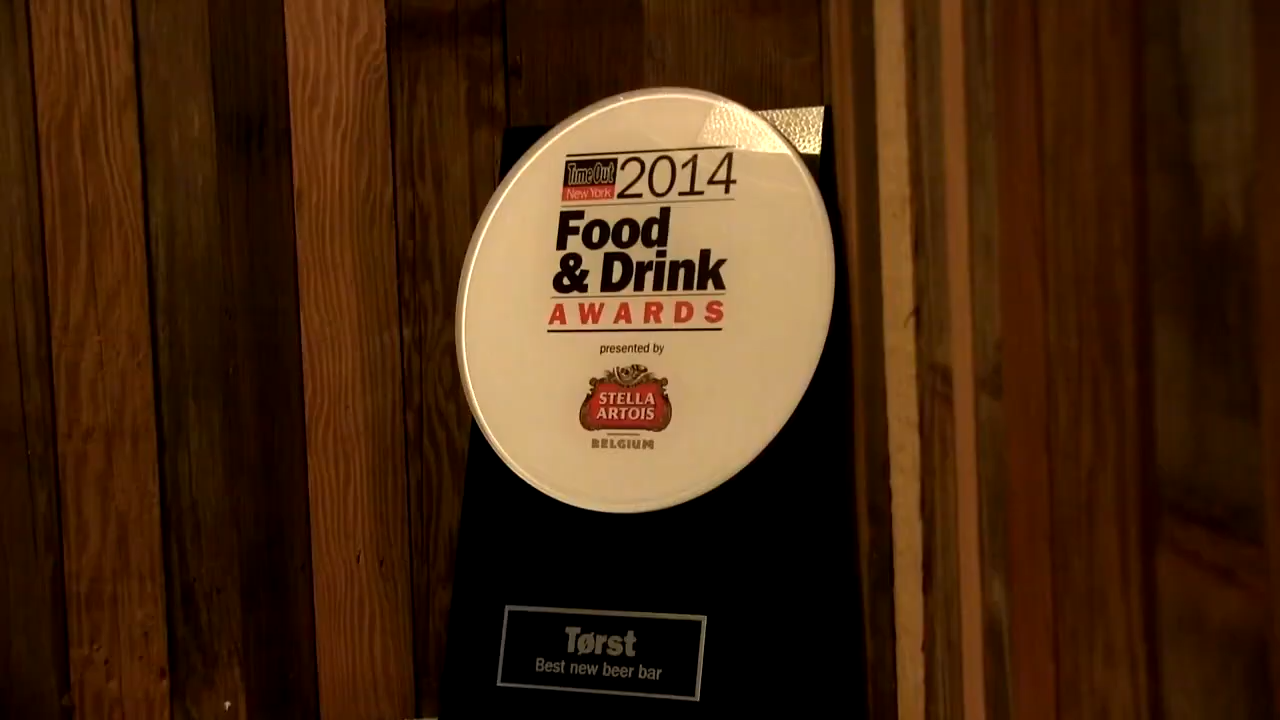 Time Out
New York
2014
Food
& Drink
AWARDS
presented by
STELLA
ARTOIS
BELGIUM
Tørst
Best new beer bar